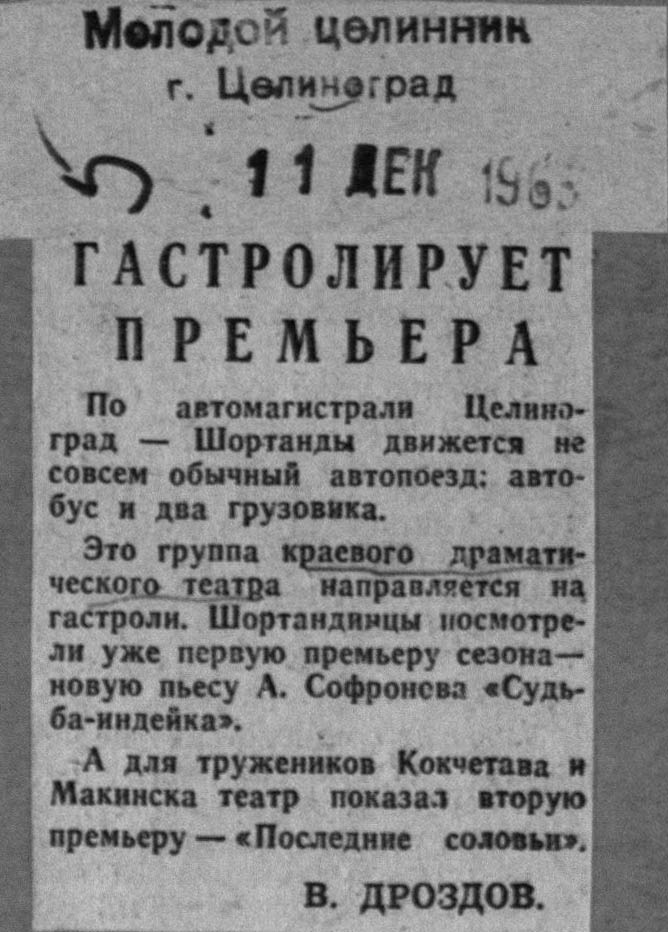 Молодой целинник
г. Целиноград
11 ДЕК 1963
ГАСТРОЛИРУЕТ
ПРЕМЬЕРА
По автомагистрали Целино-
град — Шортанды движется не
совсем обычный автопоезд: авто-
бус и два грузовика.
Это группа краевого драмати-
ческого театра направляется на
гастроли. Шортандинцы посмотре-
ли уже первую премьеру сезона—
новую пьесу А. Софронова «Судь-
ба-индейка».
А для тружеников Кокчетава и
Макинска театр показал вторую
премьеру — «Последние соловьи».
В. ДРОЗДОВ.